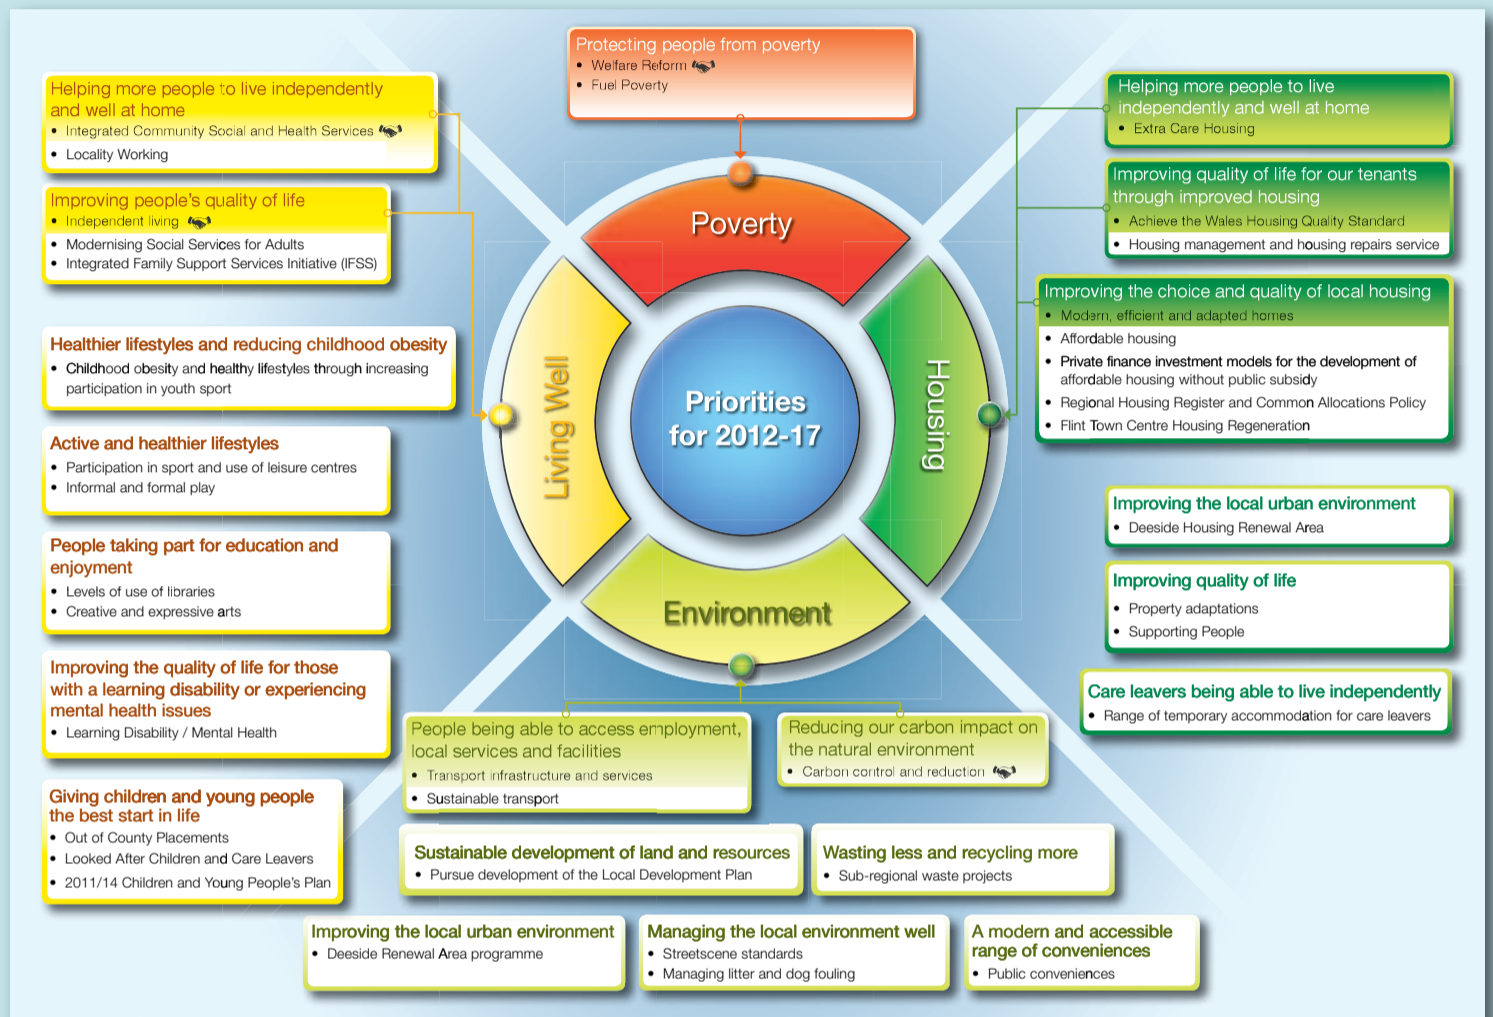 Protecting people from poverty
• Welfare Reform
• Fuel Poverty
Helping more people to live independently
and well at home
• Integrated Community Social and Health Services
• Locality Working
Improving people's quality of life
• Independent living
• Modernising Social Services for Adults
• Integrated Family Support Services Initiative (IFSS)
Healthier lifestyles and reducing childhood obesity
• Childhood obesity and healthy lifestyles through increasing
participation in youth sport
Active and healthier lifestyles
• Participation in sport and use of leisure centres
• Informal and formal play
People taking part for education and
enjoyment
• Levels of use of libraries
• Creative and expressive arts
Improving the quality of life for those
with a learning disability or experiencing
mental health issues
• Learning Disability / Mental Health
Giving children and young people
the best start in life
• Out of County Placements
• Looked After Children and Care Leavers
• 2011/14 Children and Young People's Plan
Poverty
Living Well
Priorities
for 2012-17
Housing
Environment
Helping more people to live
independently and well at home
• Extra Care Housing
Improving quality of life for our tenants
through improved housing
• Achieve the Wales Housing Quality Standard
• Housing management and housing repairs service
Improving the choice and quality of local housing
• Modern, efficient and adapted homes
• Affordable housing
• Private finance investment models for the development of
affordable housing without public subsidy
• Regional Housing Register and Common Allocations Policy
• Flint Town Centre Housing Regeneration
Improving the local urban environment
• Deeside Housing Renewal Area
Improving quality of life
• Property adaptations
• Supporting People
Care leavers being able to live independently
• Range of temporary accommodation for care leavers
People being able to access employment,
local services and facilities
• Transport infrastructure and services
• Sustainable transport
Reducing our carbon impact on
the natural environment
• Carbon control and reduction
Sustainable development of land and resources
• Pursue development of the Local Development Plan
Wasting less and recycling more
• Sub-regional waste projects
Improving the local urban environment
• Deeside Renewal Area programme
Managing the local environment well
• Streetscene standards
• Managing litter and dog fouling
A modern and accessible
range of conveniences
• Public conveniences